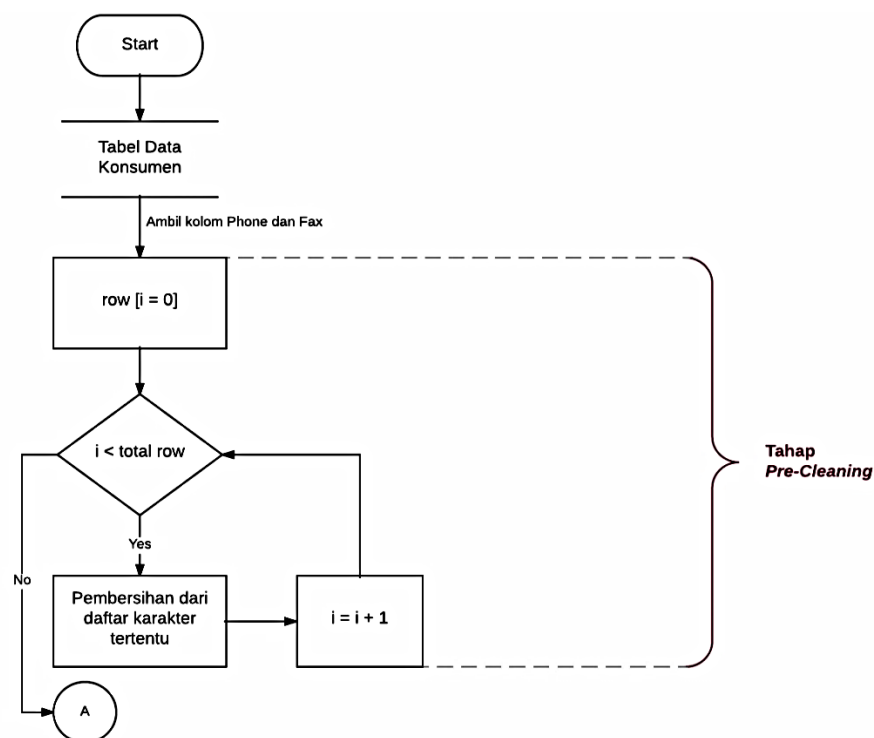 Start
Tabel Data
Konsumen
Ambil kolom Phone dan Fax
row [i = 0]
i < total row
Tahap
Pre-Cleaning
Yes
No
Pembersihan dari
daftar karakter
tertentu
i = i + 1
A